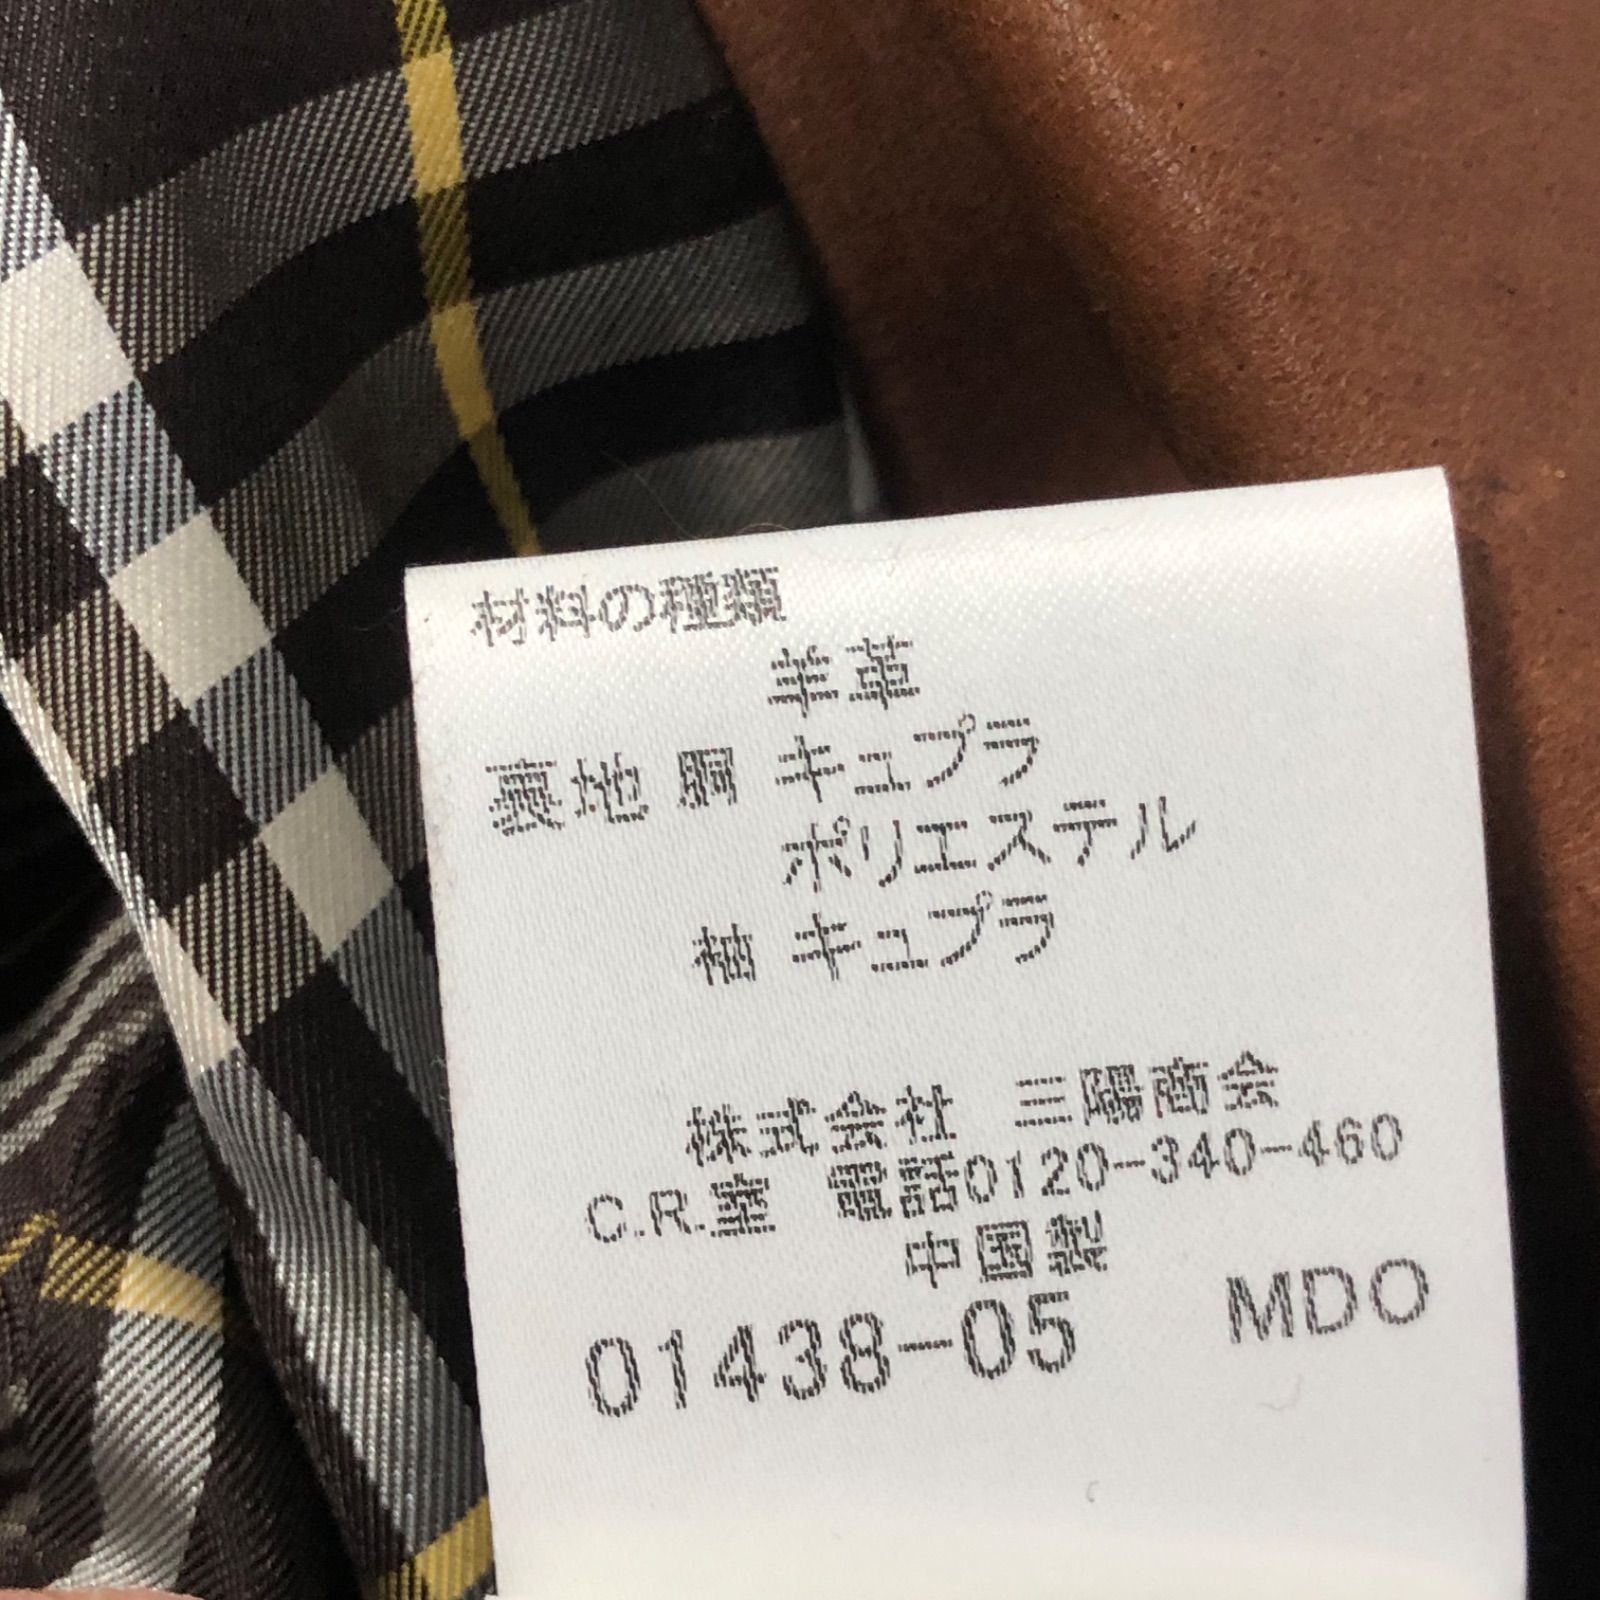 材料の種類
羊革
裏地 胴 キュプラ
ポリエステル
袖 キュプラ
株式会社 三陽商会
C.R.室 電話0120-340-460
中国製
01438-05 MDO